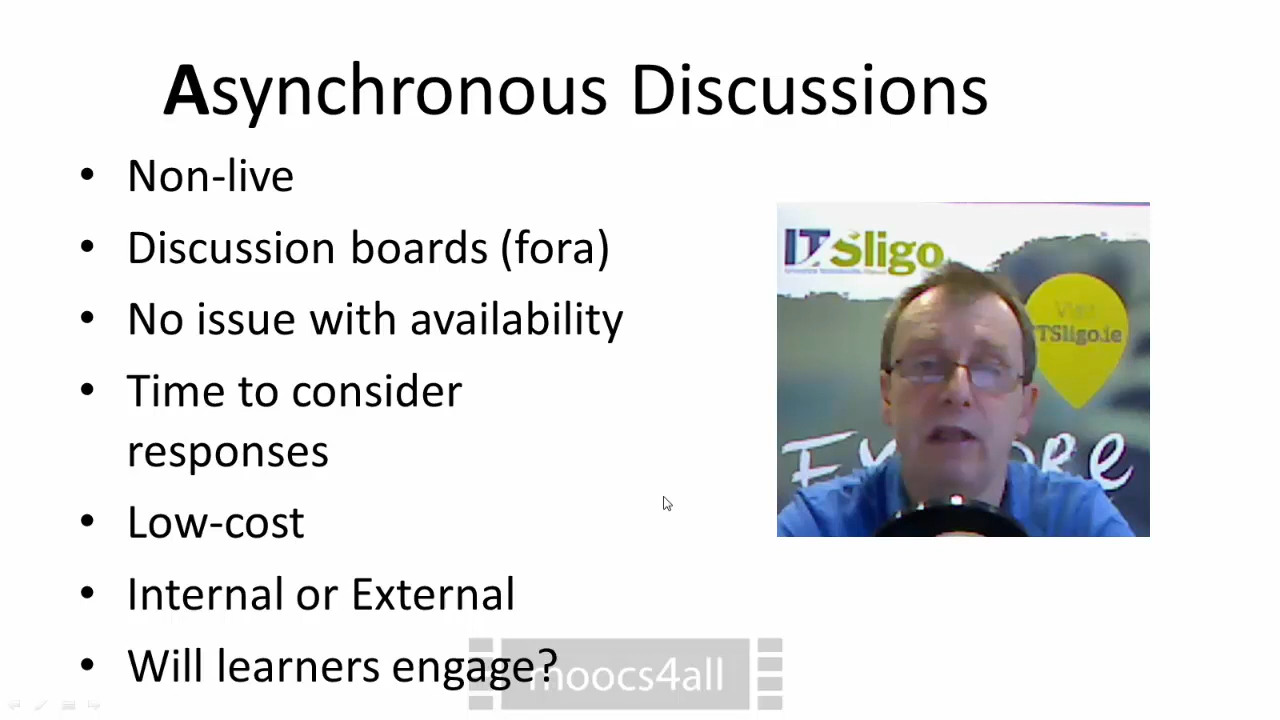 Asynchronous Discussions
• Non-live
• Discussion boards (fora)
• No issue with availability
• Time to consider
responses
• Low-cost
• Internal or External
• Will learners engage?
ITSligo
Visit
ITSligo.ie
moocs4all